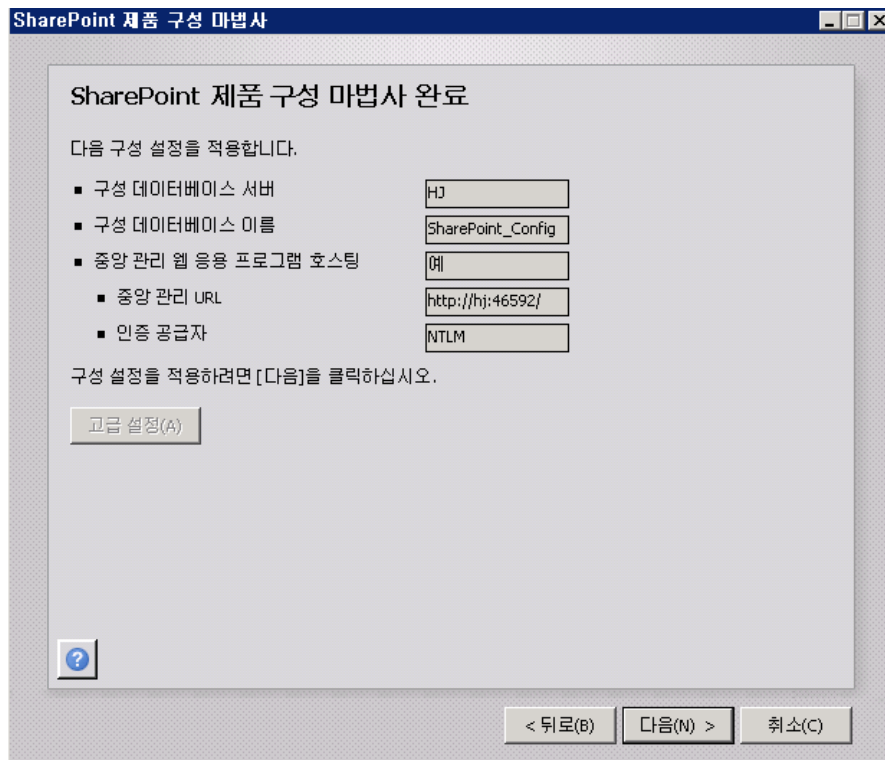 SharePoint 제품 구성 마법사
SharePoint 제품 구성 마법사 완료
다음 구성 설정을 적용합니다.
구성 데이터베이스 서버 HJ
구성 데이터베이스 이름 SharePoint_Config
중앙 관리 웹 응용 프로그램 호스팅 예
중앙 관리 URL http://hj:46592/
인증 공급자 NTLM
구성 설정을 적용하려면 [다음]을 클릭하십시오.
고급 설정(A)
?
< 뒤로(B) 다음(N) > 취소(C)